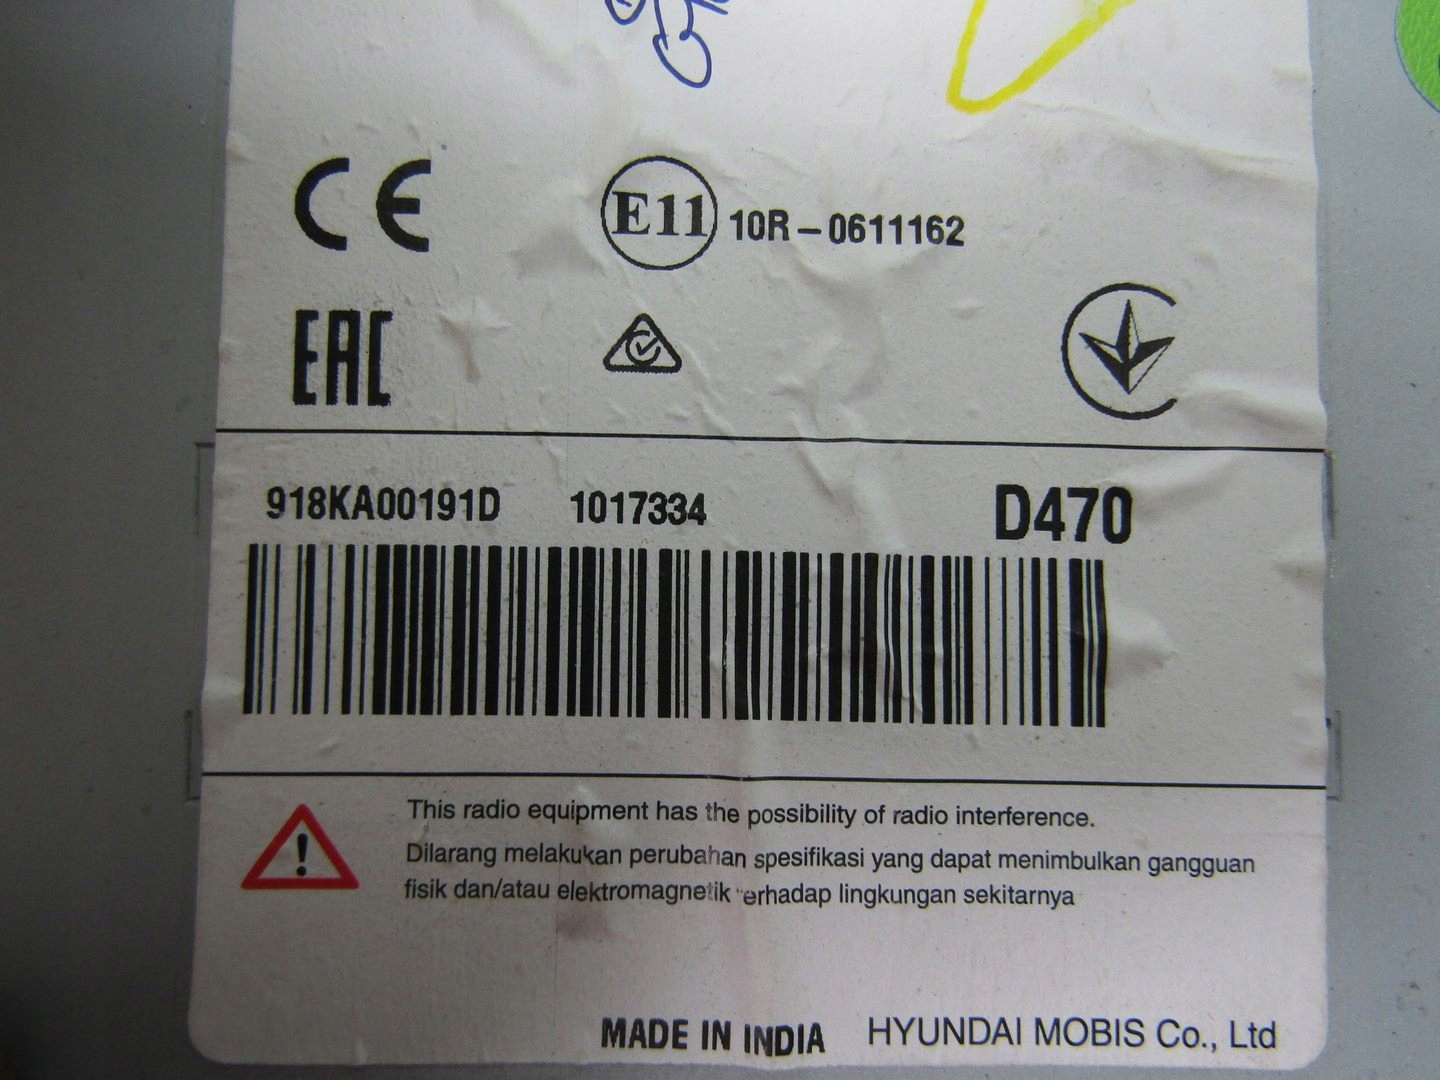 CE E11 10R-0611162
EAC
918KA00191D 1017334 D470
This radio equipment has the possibility of radio interference.
Dilarang melakukan perubahan spesifikasi yang dapat menimbulkan gangguan
fisik dan/atau elektromagnetik erhadap lingkungan sekitarnya
MADE IN INDIA HYUNDAI MOBIS Co., Ltd